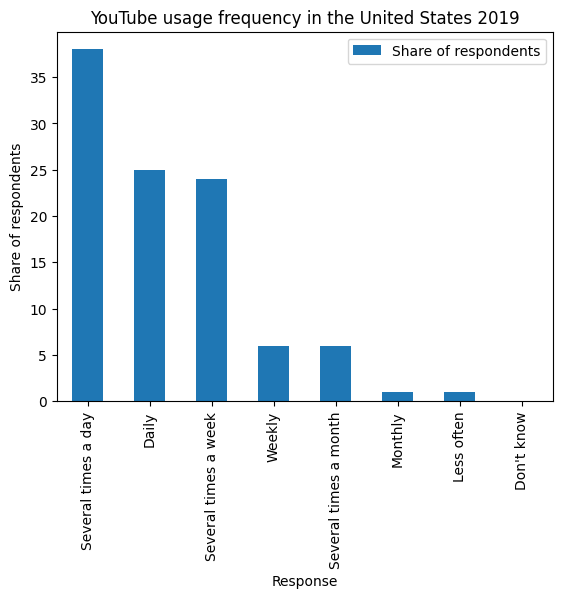 YouTube usage frequency in the United States 2019
Share of respondents
Share of respondents
35
30
25
20
15
10
5
0
Several times a day
Daily
Several times a week
Weekly
Several times a month
Monthly
Less often
Don't know
Response